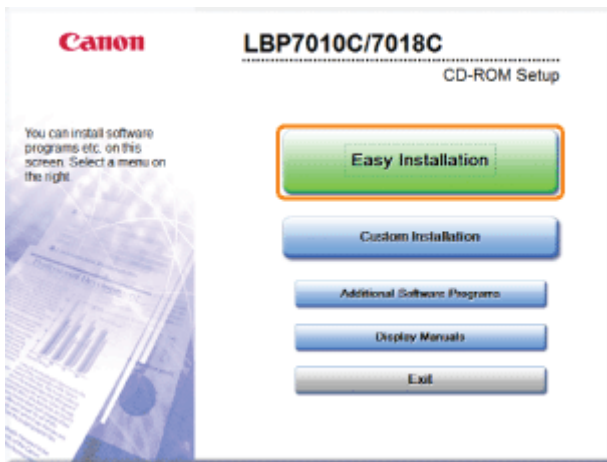 Canon
LBP7010C/7018C
CD-ROM Setup
You can install software
programs etc. on this
screen. Select a menu on
the right.
Easy Installation
Custom Installation
Additional Software Programs
Display Manuals
Exit